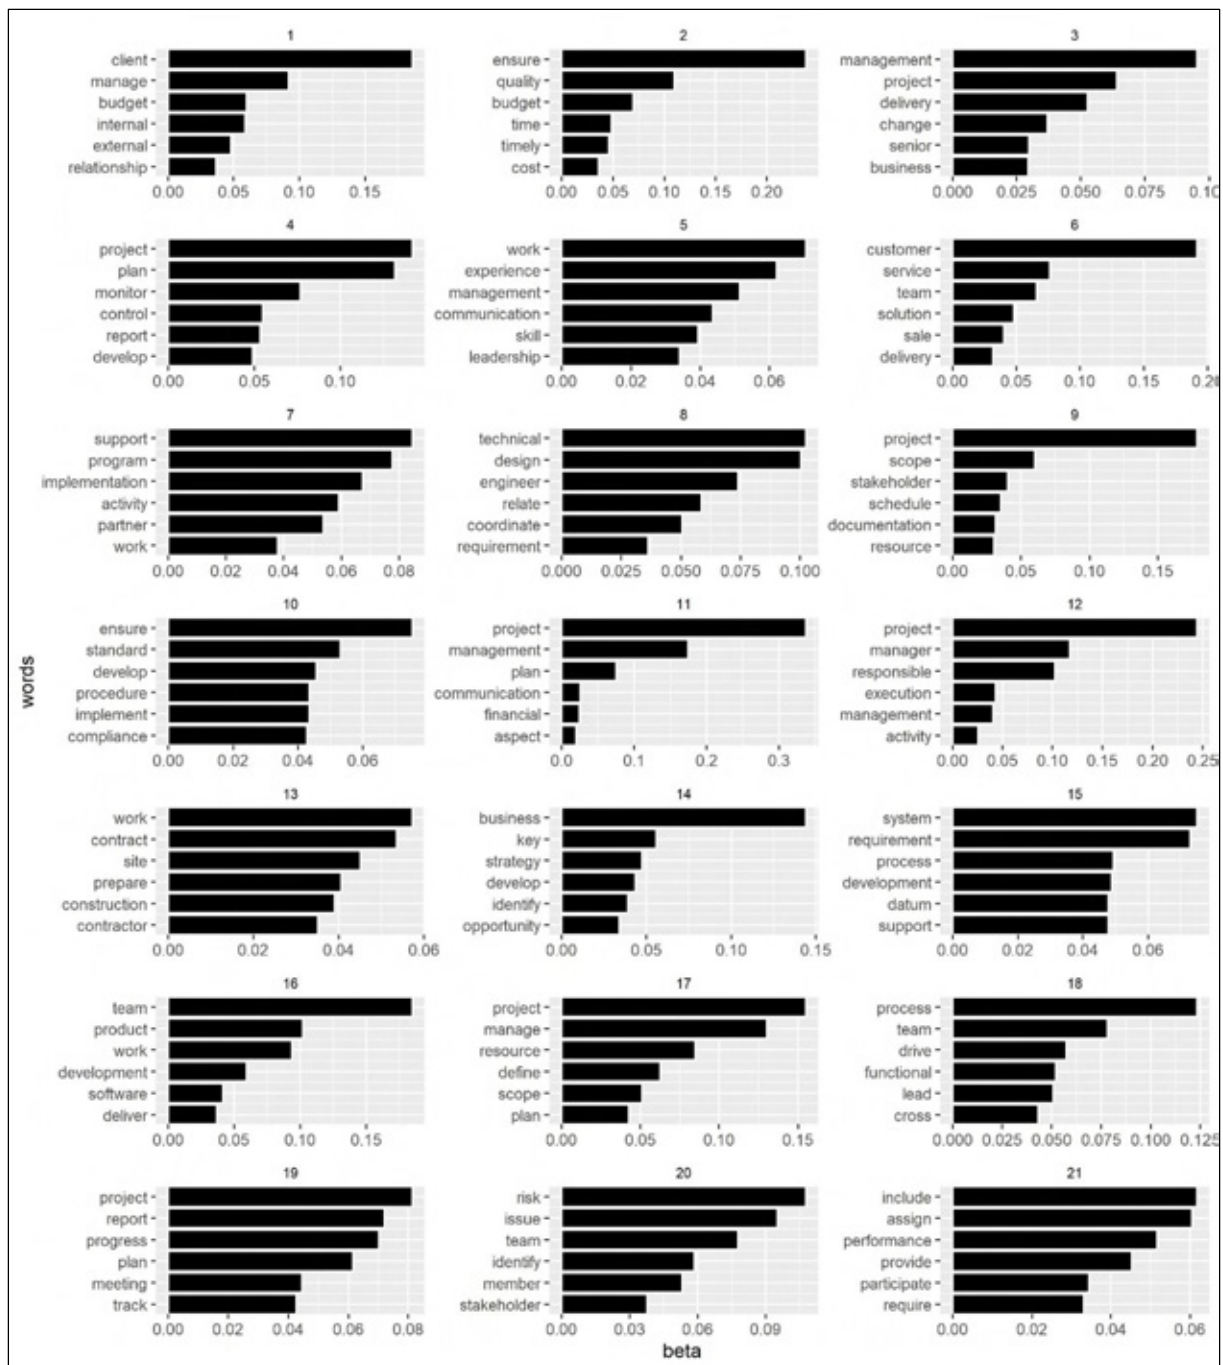 1 2 3
client ensure management
manage quality project
budget budget delivery
internal time change
external timely senior
relationship cost business
0.00 0.05 0.10 0.15 0.00 0.05 0.10 0.15 0.20 0.000 0.025 0.050 0.075 0.10
4 5 6
project work customer
plan experience service
monitor management team
control communication solution
report skill sale
develop leadership delivery
0.00 0.05 0.10 0.00 0.02 0.04 0.06 0.00 0.05 0.10 0.15 0.20
7 8 9
support technical project
program design scope
implementation engineer stakeholder
activity relate schedule
partner coordinate documentation
work requirement resource
0.00 0.02 0.04 0.06 0.08 0.000 0.025 0.050 0.075 0.100 0.00 0.05 0.10 0.15
10 11 12
ensure project project
standard management manager
develop plan responsible
procedure communication execution
implement financial management
compliance aspect activity
0.00 0.02 0.04 0.06 0.0 0.1 0.2 0.3 0.00 0.05 0.10 0.15 0.20 0.25
words
13 14 15
work business system
contract key requirement
site strategy process
prepare develop development
construction identify datum
contractor opportunity support
0.00 0.02 0.04 0.06 0.00 0.05 0.10 0.15 0.00 0.02 0.04 0.06
16 17 18
team project process
product manage team
work resource drive
development define functional
software scope lead
deliver plan cross
0.00 0.05 0.10 0.15 0.00 0.05 0.10 0.15 0.000 0.025 0.050 0.075 0.100 0.125
19 20 21
project risk include
report issue assign
progress team performance
plan identify provide
meeting member participate
track stakeholder require
0.00 0.02 0.04 0.06 0.08 0.00 0.03 0.06 0.09 0.00 0.02 0.04 0.06
beta